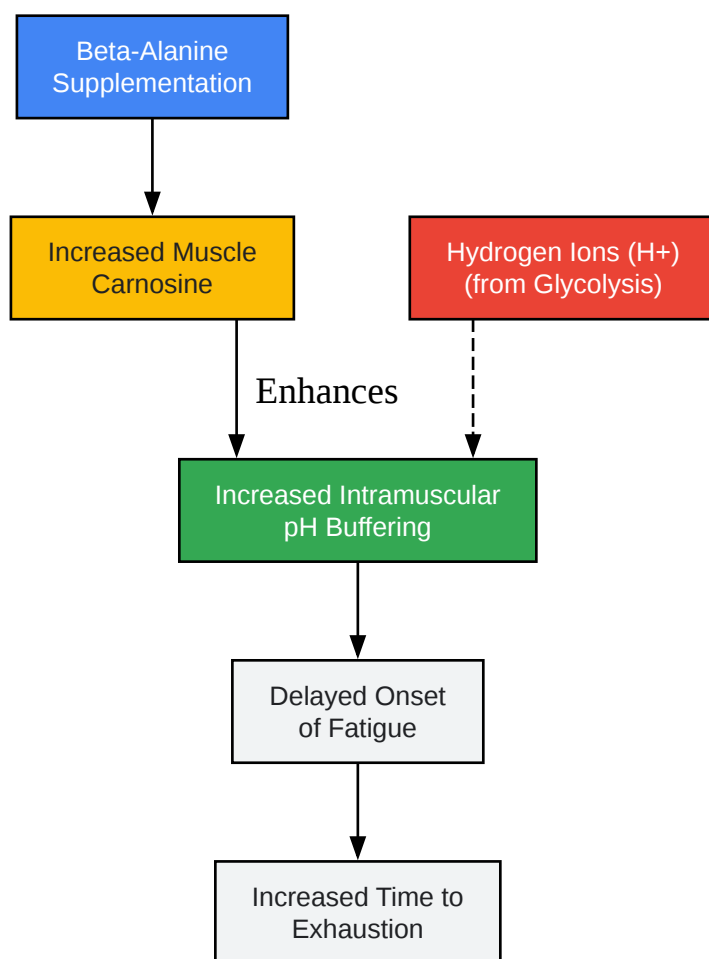 Beta-Alanine
Supplementation
Increased Muscle
Carnosine
Hydrogen Ions (H+)
(from Glycolysis)
Enhances
Increased Intramuscular
pH Buffering
Delayed Onset
of Fatigue
Increased Time to
Exhaustion